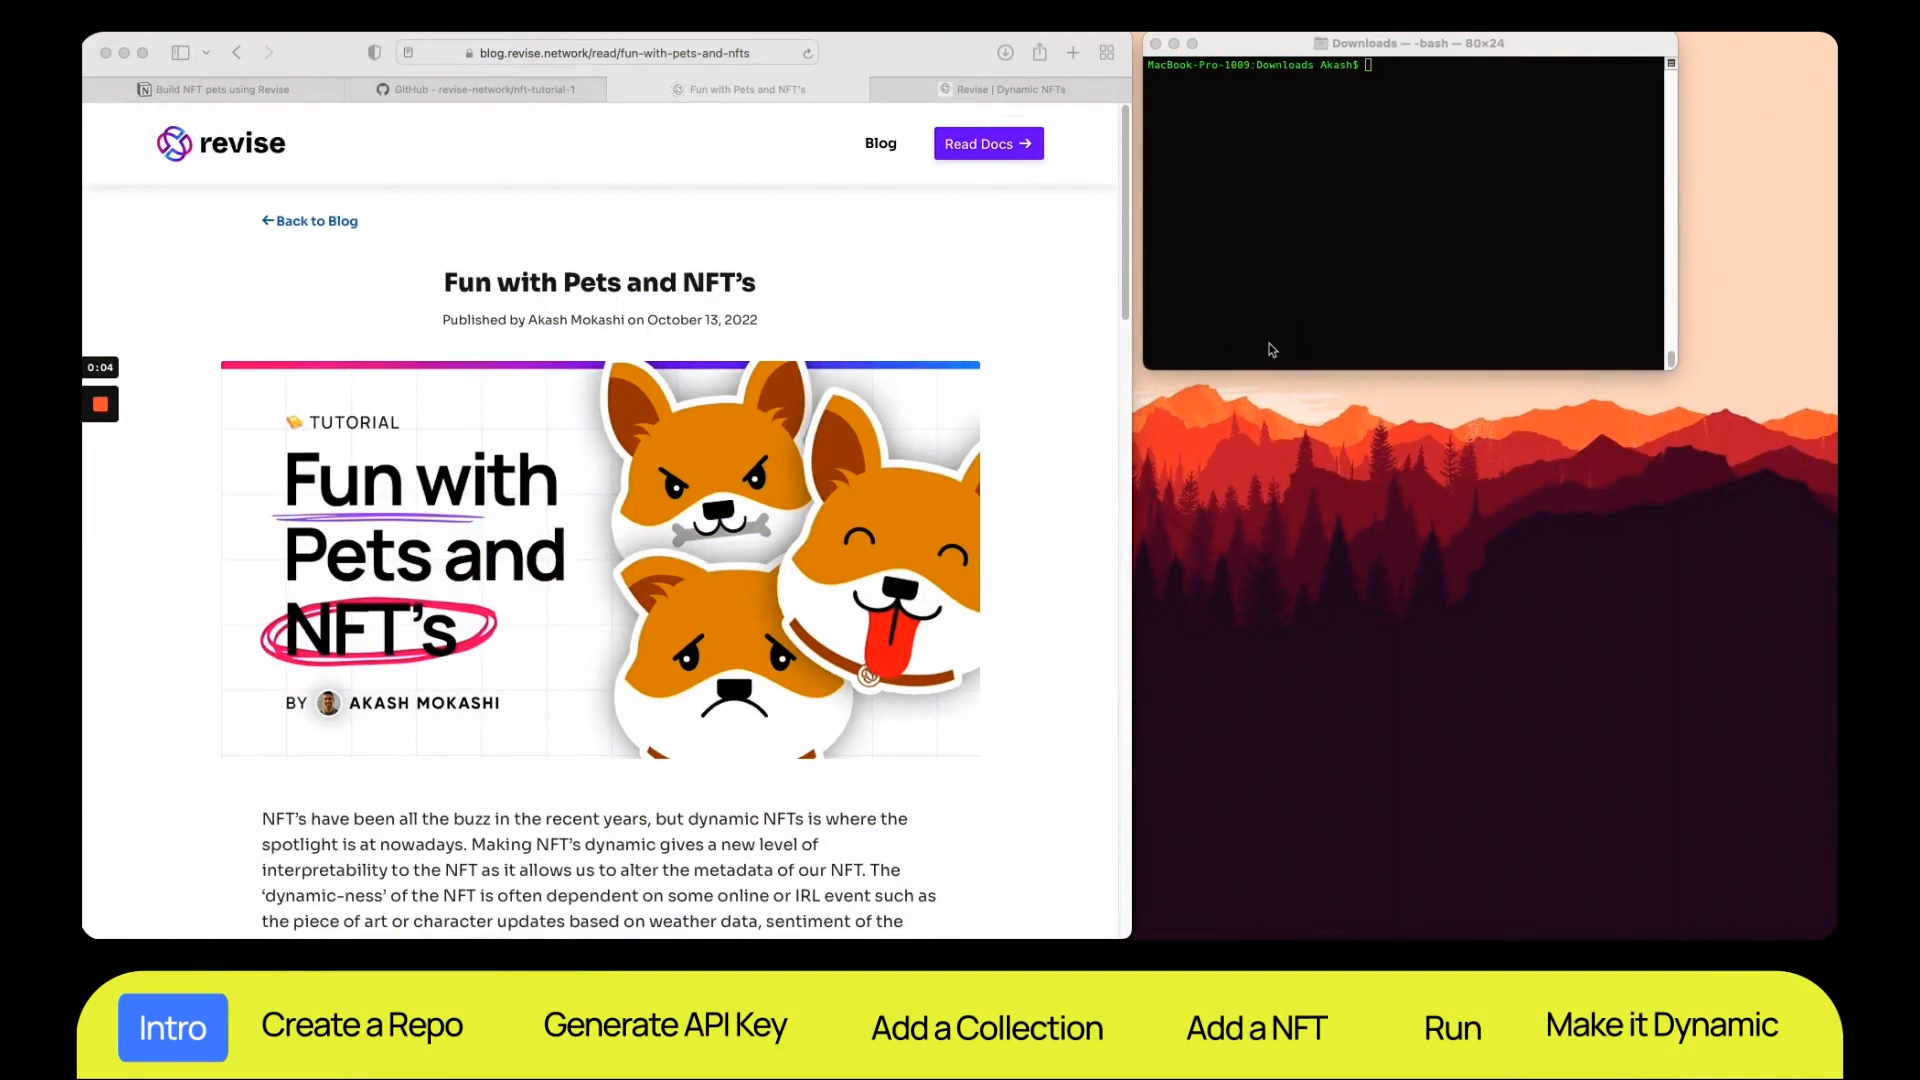 blog.revise.network/read/fun-with-pets-and-nfts
Build NFT pets using Revise
GitHub - revise-network/nft-tutorial-1
Fun with Pets and NFT's
Revise | Dynamic NFTs
revise
Blog
Read Docs →
←Back to Blog
Fun with Pets and NFT’s
Published by Akash Mokashi on October 13, 2022
TUTORIAL
Fun with
Pets and
NFT’s
BY AKASH MOKASHI
NFT’s have been all the buzz in the recent years, but dynamic NFTs is where the
spotlight is at nowadays. Making NFT’s dynamic gives a new level of
interpretability to the NFT as it allows us to alter the metadata of our NFT. The
‘dynamic-ness’ of the NFT is often dependent on some online or IRL event such as
the piece of art or character updates based on weather data, sentiment of the
0:04
Downloads — -bash — 80×24
MacBook-Pro-1009:Downloads Akash$
Intro
Create a Repo
Generate API Key
Add a Collection
Add a NFT
Run
Make it Dynamic